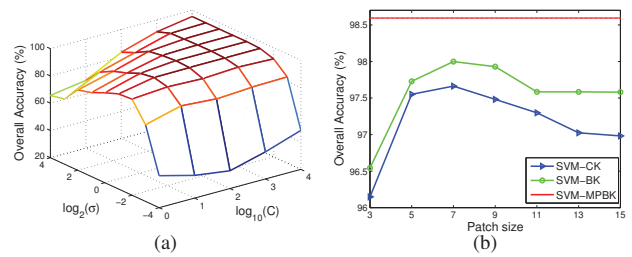 Overall Accuracy (%)
100
80
60
40
20
4
2
0
−2
−4
log2(σ)
0
1
2
3
4
log10(C)
(a)
Overall Accuracy (%)
98.5
98
97.5
97
96.5
96
3
5
7
9
11
13
15
Patch size
SVM−CK
SVM−BK
SVM−MPBK
(b)